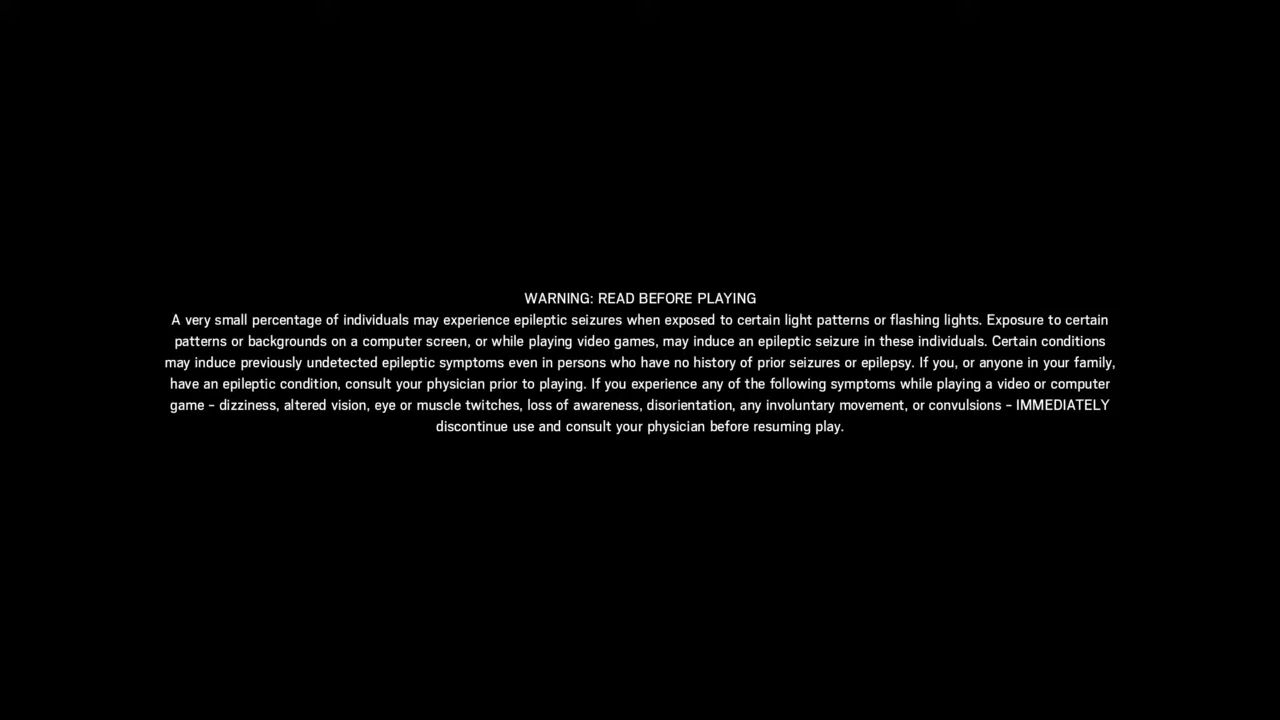 WARNING: READ BEFORE PLAYING
A very small percentage of individuals may experience epileptic seizures when exposed to certain light patterns or flashing lights. Exposure to certain
patterns or backgrounds on a computer screen, or while playing video games, may induce an epileptic seizure in these individuals. Certain conditions
may induce previously undetected epileptic symptoms even in persons who have no history of prior seizures or epilepsy. If you, or anyone in your family,
have an epileptic condition, consult your physician prior to playing. If you experience any of the following symptoms while playing a video or computer
game – dizziness, altered vision, eye or muscle twitches, loss of awareness, disorientation, any involuntary movement, or convulsions – IMMEDIATELY
discontinue use and consult your physician before resuming play.